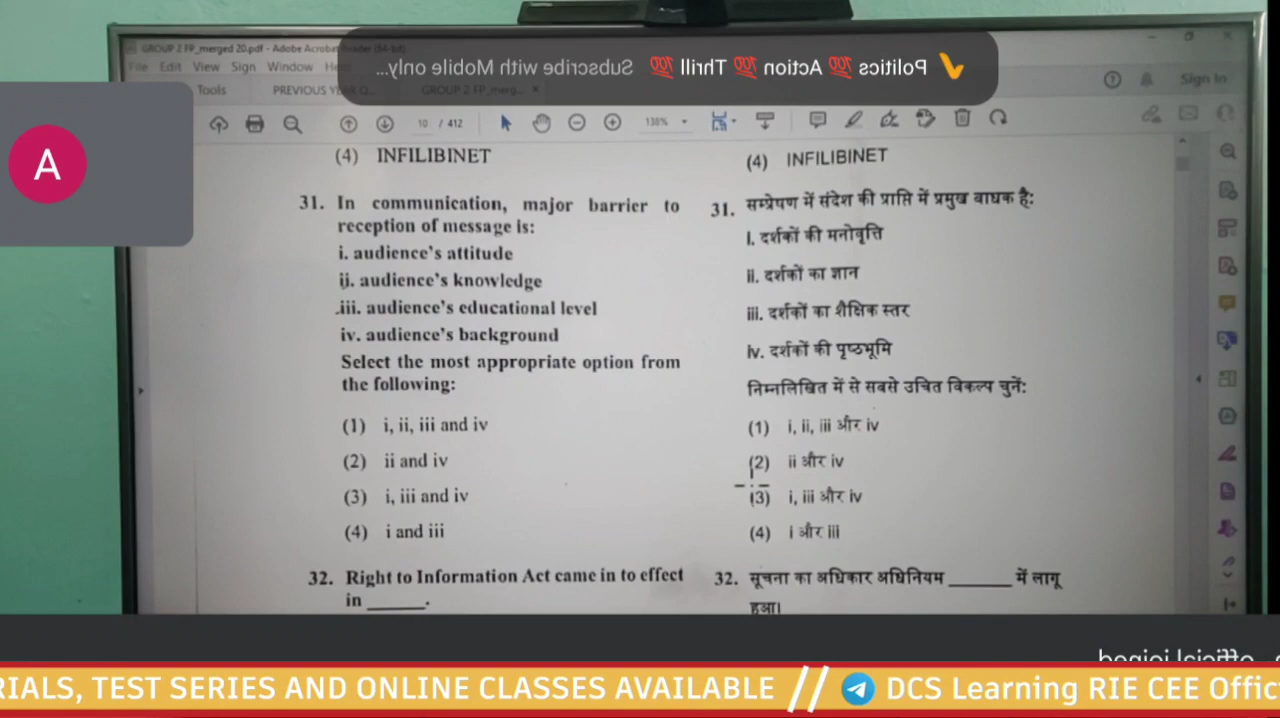 GROUP 2 FP_merged 20.pdf - Adobe Acrobat
Politics 💯 Action 💯 Thrill 💯 Subscribe with Mobile only...
File Edit View Sign Window
Tools
PREVIOUS
GROUP 2 FP_merg...
Sign In
A
10 / 412
138%
(4) INFILIBINET
31. In communication, major barrier to
reception of message is:
i. audience's attitude
ii. audience's knowledge
iii. audience's educational level
iv. audience's background
Select the most appropriate option from
the following:
(1) i, ii, iii and iv
(2) ii and iv
(3) i, iii and iv
(4) i and iii
32. Right to Information Act came in to effect
in ______.
(4) INFILIBINET
31. सम्प्रेषण में संदेश की प्राप्ति में प्रमुख बाधक है:
i. दर्शकों की मनोवृत्ति
ii. दर्शकों का ज्ञान
iii. दर्शकों का शैक्षिक स्तर
iv. दर्शकों की पृष्ठभूमि
निम्नलिखित में से सबसे उचित विकल्प चुनें:
(1) i, ii, iii और iv
(2) ii और iv
(3) i, iii और iv
(4) i और iii
32. सूचना का अधिकार अधिनियम ______ में लागू
हुआ।
RIALS, TEST SERIES AND ONLINE CLASSES AVAILABLE // DCS Learning RIE CEE Offic